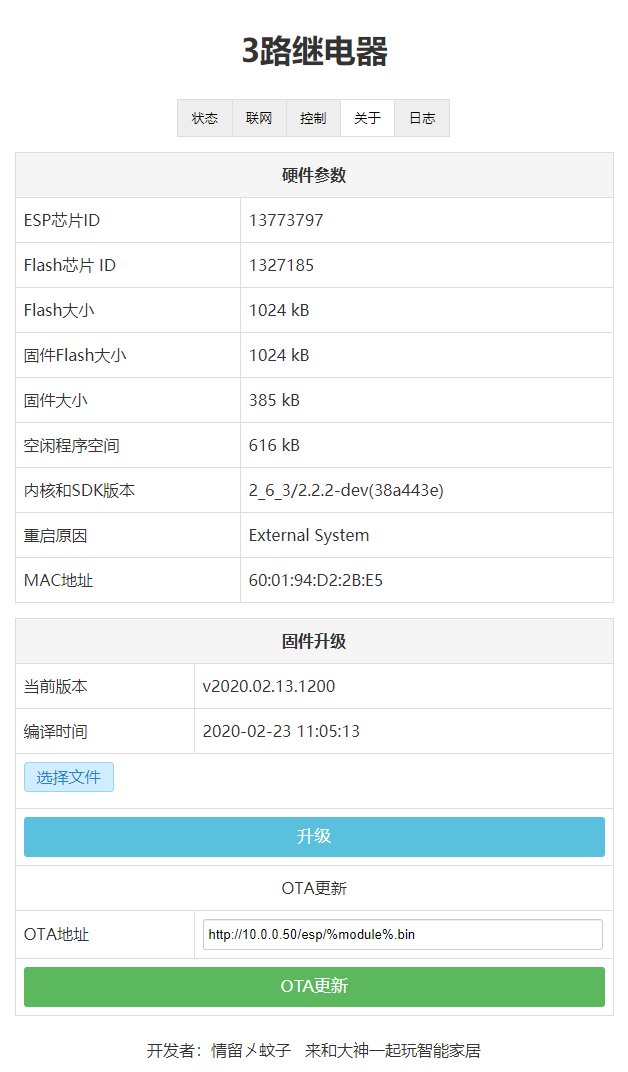 3路继电器
状态 联网 控制 关于 日志
硬件参数
ESP芯片ID 13773797
Flash芯片 ID 1327185
Flash大小 1024 kB
固件Flash大小 1024 kB
固件大小 385 kB
空闲程序空间 616 kB
内核和SDK版本 2_6_3/2.2.2-dev(38a443e)
重启原因 External System
MAC地址 60:01:94:D2:2B:E5
固件升级
当前版本 v2020.02.13.1200
编译时间 2020-02-23 11:05:13
选择文件
升级
OTA更新
OTA地址 http://10.0.0.50/esp/%module%.bin
OTA更新
开发者：情留メ蚊子 来和大神一起玩智能家居